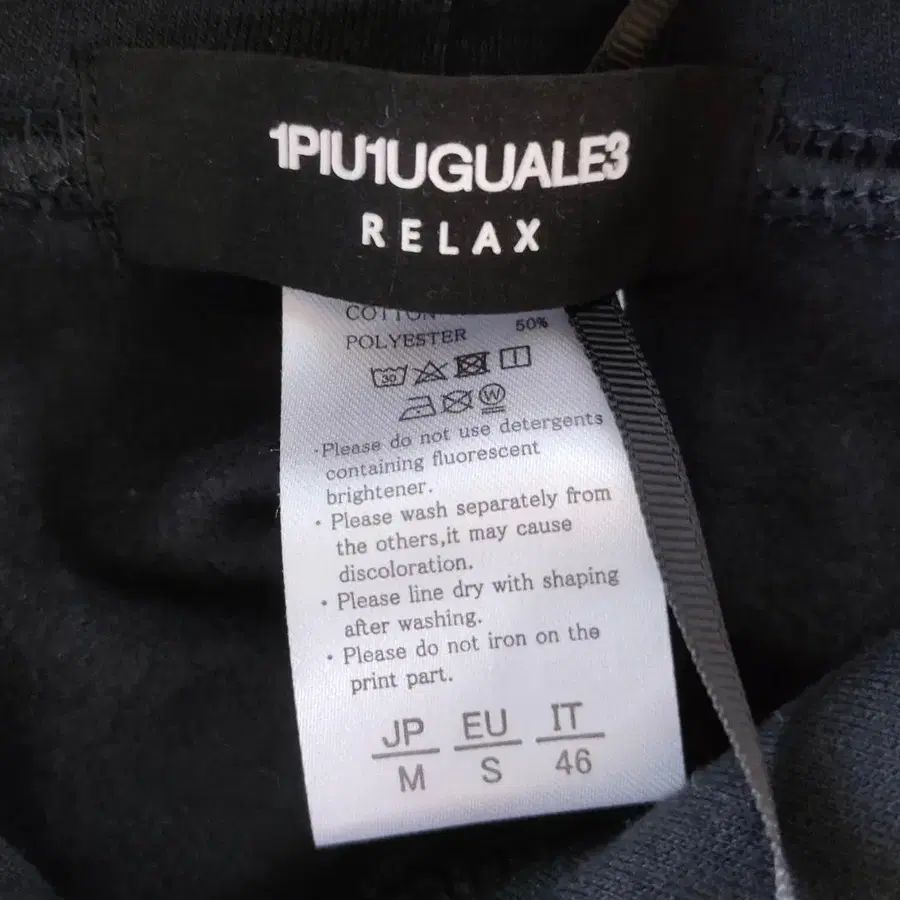 1PIU1UGUALE3
RELAX
COTTON
POLYESTER 50%
30
W
·Please do not use detergents
containing fluorescent
brightener.
· Please wash separately from
the others,it may cause
discoloration.
· Please line dry with shaping
after washing.
· Please do not iron on the
print part.
JP EU IT
M S 46